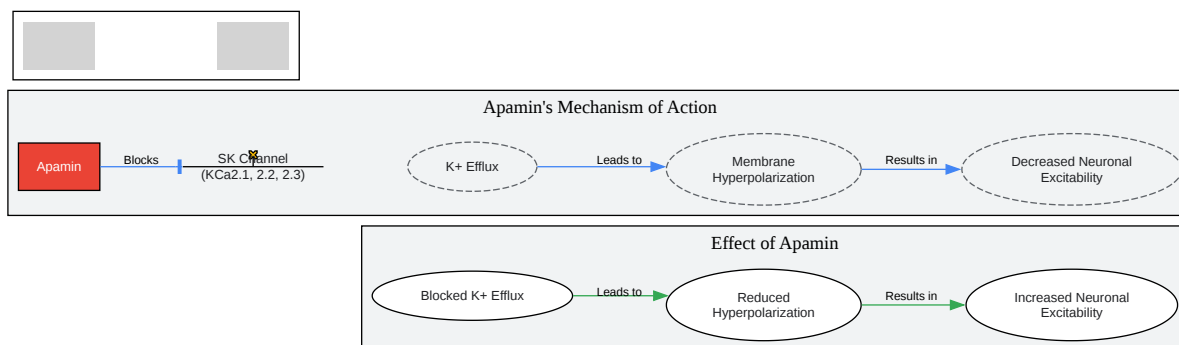 Apamin's Mechanism of Action
Apamin
Blocks
SK Channel
(KCa2.1, 2.2, 2.3)
K+ Efflux
Leads to
Membrane
Hyperpolarization
Results in
Decreased Neuronal
Excitability
Effect of Apamin
Blocked K+ Efflux
Leads to
Reduced
Hyperpolarization
Results in
Increased Neuronal
Excitability